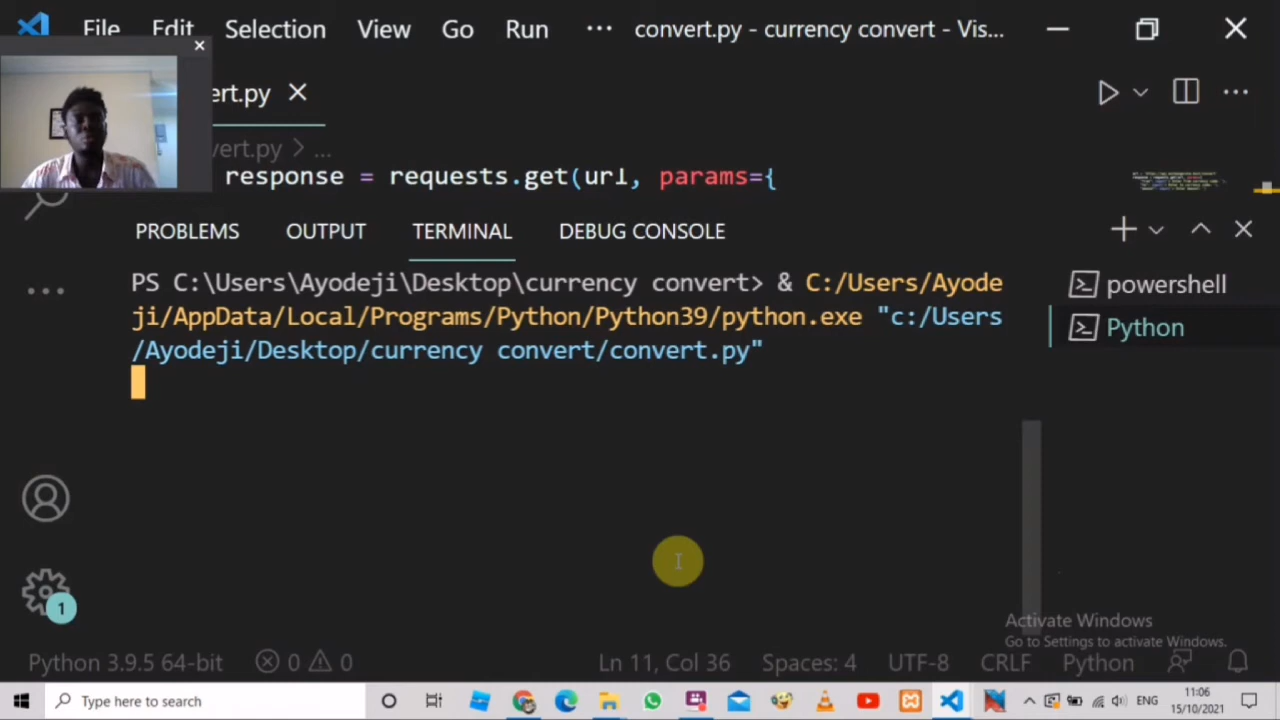 File Edit Selection View Go Run ··· convert.py - currency convert - Vis...
ert.py
vert.py > ...
response = requests.get(url, params={
PROBLEMS OUTPUT TERMINAL DEBUG CONSOLE
PS C:\Users\Ayodeji\Desktop\currency convert> & C:/Users/Ayode
ji/AppData/Local/Programs/Python/Python39/python.exe "c:/Users
/Ayodeji/Desktop/currency convert/convert.py"
powershell
Python
1
Activate Windows
Go to Settings to activate Windows.
Python 3.9.5 64-bit 0 0 Ln 11, Col 36 Spaces: 4 UTF-8 CRLF Python
Type here to search
ENG
11:06
15/10/2021